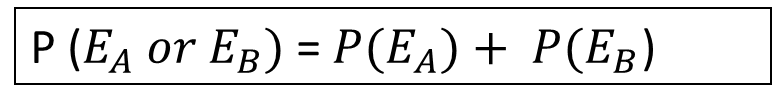 P (E_A or E_B) = P(E_A) + P(E_B)